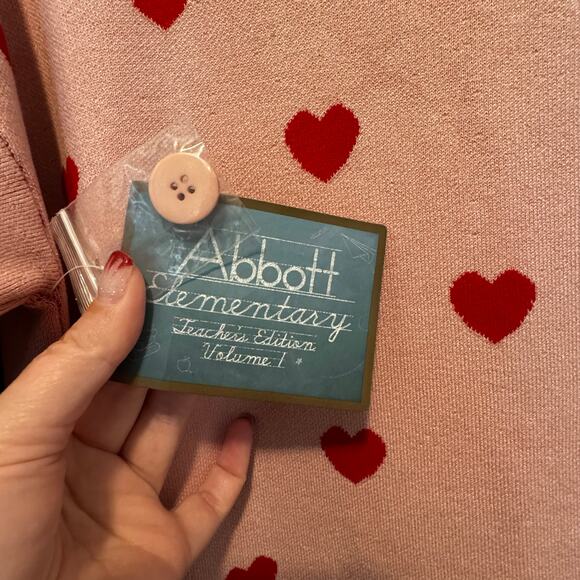 Abbott
Elementary
Teacher's Edition
Volume 1